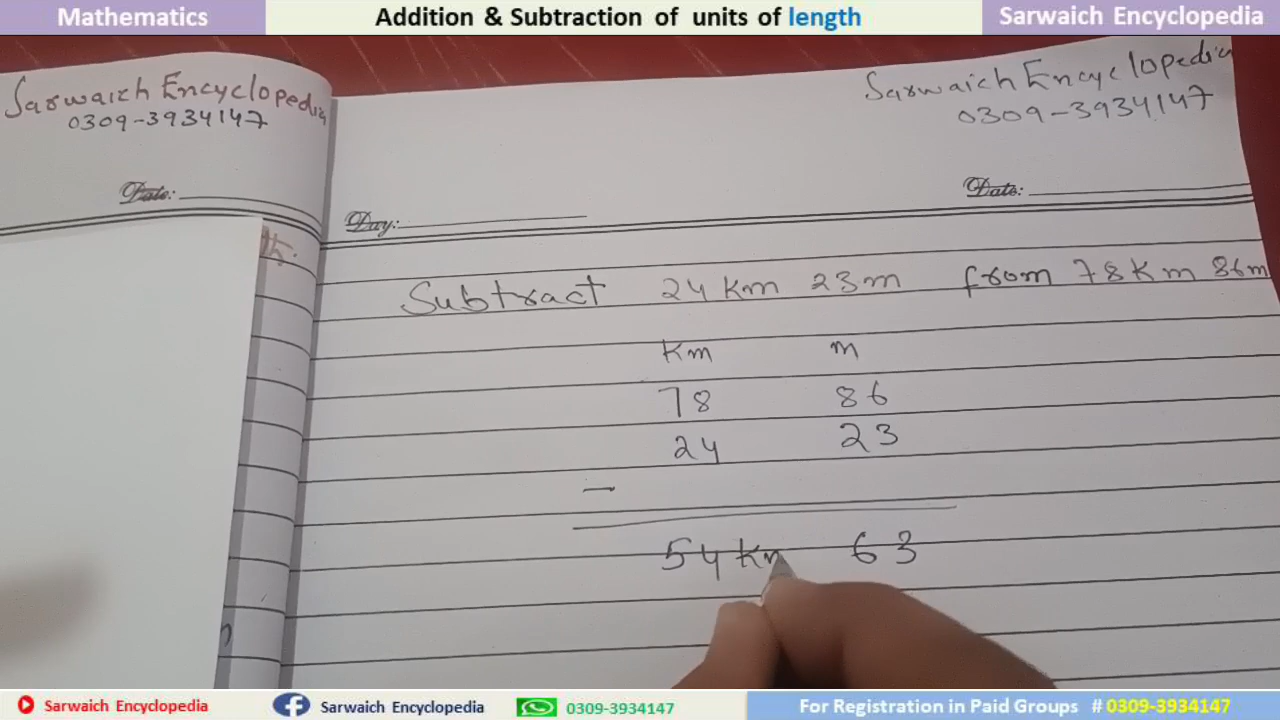 Mathematics
Addition & Subtraction of units of length
Sarwaich Encyclopedia
Sarwaich Encyclopedia
0309-3934147
Sarwaich Encyclopedia
0309-3934147
Date:
Day:
Date:
th.
Subtract 24 Km 23m from 78Km 86m
Km m
78 86
24 23
—
54 Km 63
Sarwaich Encyclopedia
Sarwaich Encyclopedia
0309-3934147
For Registration in Paid Groups # 0309-3934147